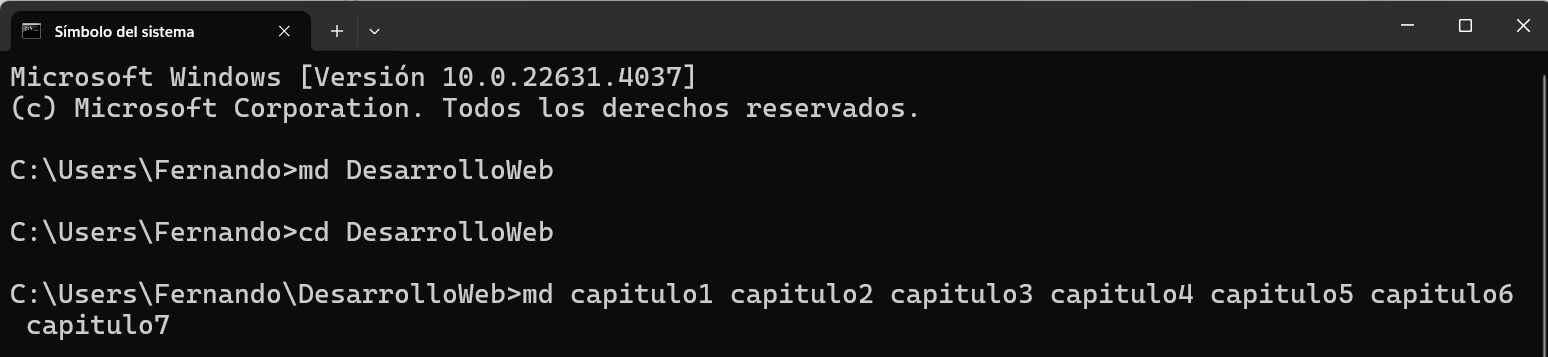 Símbolo del sistema
Microsoft Windows [Versión 10.0.22631.4037]
(c) Microsoft Corporation. Todos los derechos reservados.
C:\Users\Fernando>md DesarrolloWeb
C:\Users\Fernando>cd DesarrolloWeb
C:\Users\Fernando\DesarrolloWeb>md capitulo1 capitulo2 capitulo3 capitulo4 capitulo5 capitulo6
capitulo7